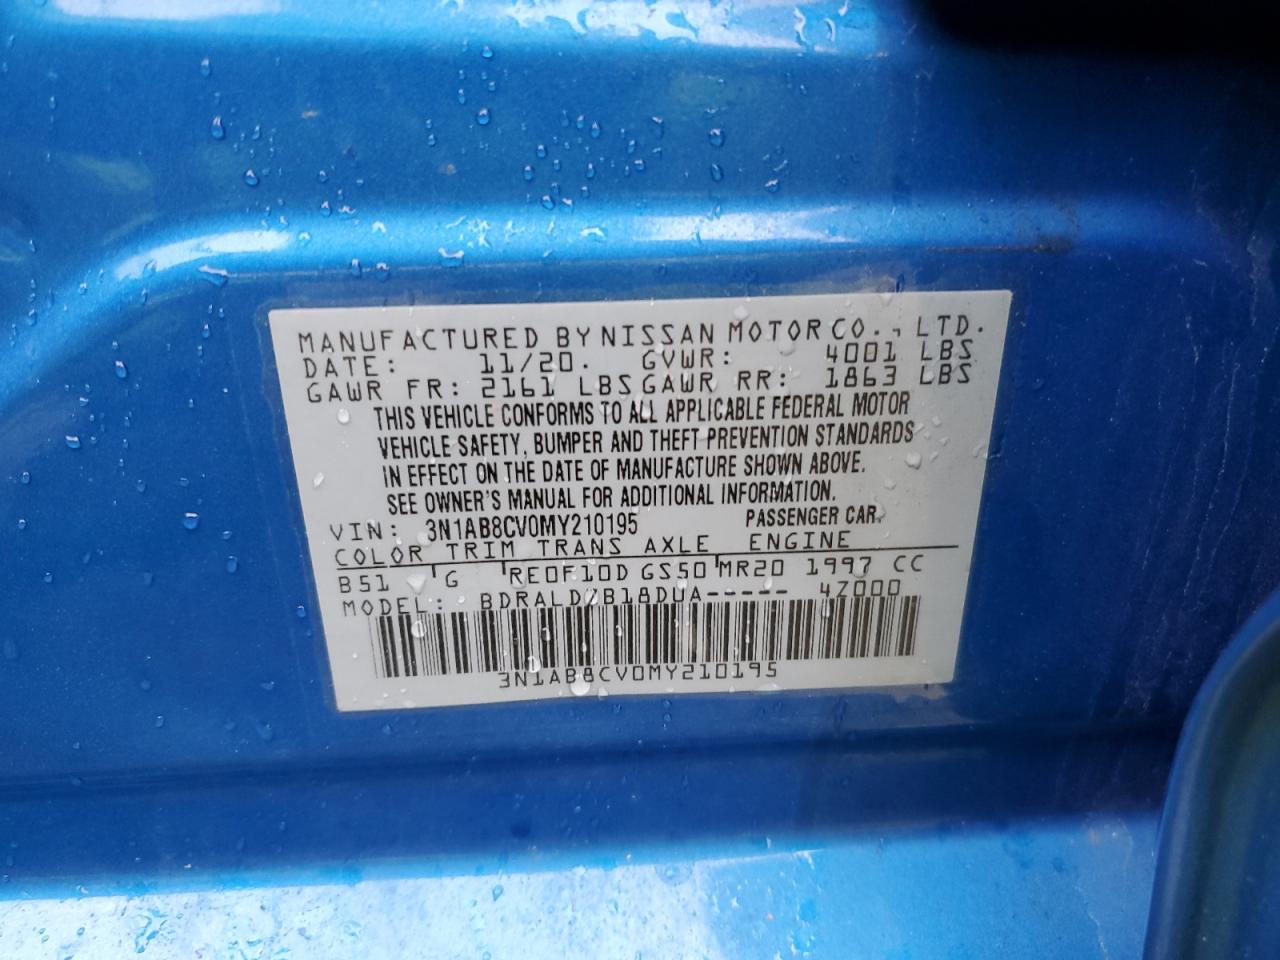 MANUFACTURED BY NISSAN MOTOR CO., LTD.
DATE: 11/20. GVWR: 4001 LBS
GAWR FR: 2161 LBS GAWR RR: 1863 LBS
THIS VEHICLE CONFORMS TO ALL APPLICABLE FEDERAL MOTOR
VEHICLE SAFETY, BUMPER AND THEFT PREVENTION STANDARDS
IN EFFECT ON THE DATE OF MANUFACTURE SHOWN ABOVE.
SEE OWNER'S MANUAL FOR ADDITIONAL INFORMATION.
VIN: 3N1AB8CV0MY210195 PASSENGER CAR.
COLOR TRIM TRANS AXLE ENGINE
B51 G RE0F10D GS50 MR20 1997 CC
MODEL: BDRALDZB18DUA----- 4Z000
3N1AB8CV0MY210195